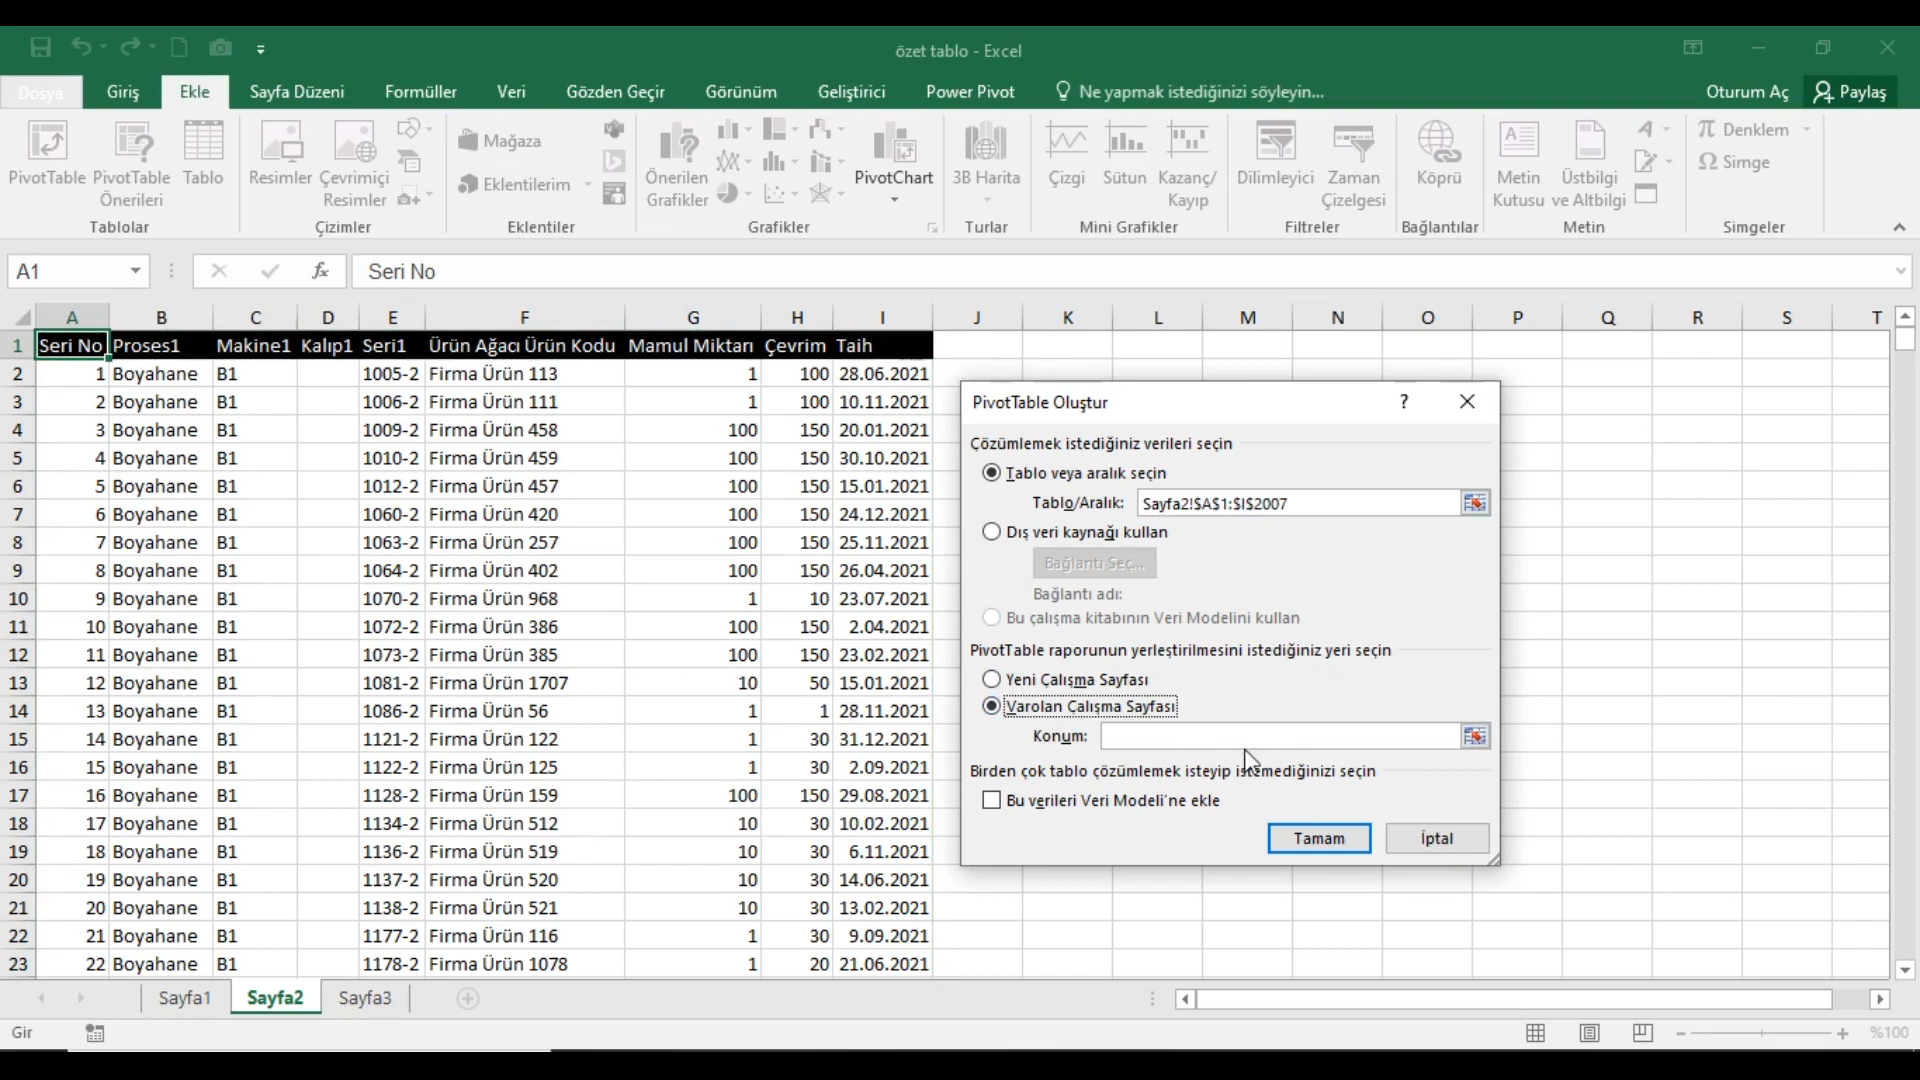 özet tablo - Excel
Dosya Giriş Ekle Sayfa Düzeni Formüller Veri Gözden Geçir Görünüm Geliştirici Power Pivot Ne yapmak istediğinizi söyleyin... Oturum Aç Paylaş
PivotTable
PivotTable Önerileri
Tablo
Tablolar
Resimler
Çevrimiçi Resimler
Çizimler
Mağaza
Eklentilerim
Eklentiler
Önerilen Grafikler
PivotChart
Grafikler
3B Harita
Turlar
Çizgi
Sütun
Kazanç/ Kayıp
Mini Grafikler
Dilimleyici
Zaman Çizelgesi
Filtreler
Köprü
Bağlantılar
Metin Kutusu
Üstbilgi ve Altbilgi
Metin
π Denklem
Ω Simge
Simgeler
A1 fx Seri No
A B C D E F G H I J K L M N O P Q R S T
1 Seri No Proses1 Makine1 Kalıp1 Seri1 Ürün Ağacı Ürün Kodu Mamul Miktarı Çevrim Taih
2 1 Boyahane B1 1005-2 Firma Ürün 113 1 100 28.06.2021
3 2 Boyahane B1 1006-2 Firma Ürün 111 1 100 10.11.2021
4 3 Boyahane B1 1009-2 Firma Ürün 458 100 150 20.01.2021
5 4 Boyahane B1 1010-2 Firma Ürün 459 100 150 30.10.2021
6 5 Boyahane B1 1012-2 Firma Ürün 457 100 150 15.01.2021
7 6 Boyahane B1 1060-2 Firma Ürün 420 100 150 24.12.2021
8 7 Boyahane B1 1063-2 Firma Ürün 257 100 150 25.11.2021
9 8 Boyahane B1 1064-2 Firma Ürün 402 100 150 26.04.2021
10 9 Boyahane B1 1070-2 Firma Ürün 968 1 10 23.07.2021
11 10 Boyahane B1 1072-2 Firma Ürün 386 100 150 2.04.2021
12 11 Boyahane B1 1073-2 Firma Ürün 385 100 150 23.02.2021
13 12 Boyahane B1 1081-2 Firma Ürün 1707 10 50 15.01.2021
14 13 Boyahane B1 1086-2 Firma Ürün 56 1 1 28.11.2021
15 14 Boyahane B1 1121-2 Firma Ürün 122 1 30 31.12.2021
16 15 Boyahane B1 1122-2 Firma Ürün 125 1 30 2.09.2021
17 16 Boyahane B1 1128-2 Firma Ürün 159 100 150 29.08.2021
18 17 Boyahane B1 1134-2 Firma Ürün 512 10 30 10.02.2021
19 18 Boyahane B1 1136-2 Firma Ürün 519 10 30 6.11.2021
20 19 Boyahane B1 1137-2 Firma Ürün 520 10 30 14.06.2021
21 20 Boyahane B1 1138-2 Firma Ürün 521 10 30 13.02.2021
22 21 Boyahane B1 1177-2 Firma Ürün 116 1 30 9.09.2021
23 22 Boyahane B1 1178-2 Firma Ürün 1078 1 20 21.06.2021
PivotTable Oluştur ?
Çözümlemek istediğiniz verileri seçin
Tablo veya aralık seçin
Tablo/Aralık: Sayfa2!$A$1:$I$2007
Dış veri kaynağı kullan
Bağlantı Seç...
Bağlantı adı:
Bu çalışma kitabının Veri Modelini kullan
PivotTable raporunun yerleştirilmesini istediğiniz yeri seçin
Yeni Çalışma Sayfası
Varolan Çalışma Sayfası
Konum:
Birden çok tablo çözümlemek isteyip istemediğinizi seçin
Bu verileri Veri Modeli'ne ekle
Tamam İptal
Sayfa1 Sayfa2 Sayfa3
Gir %100